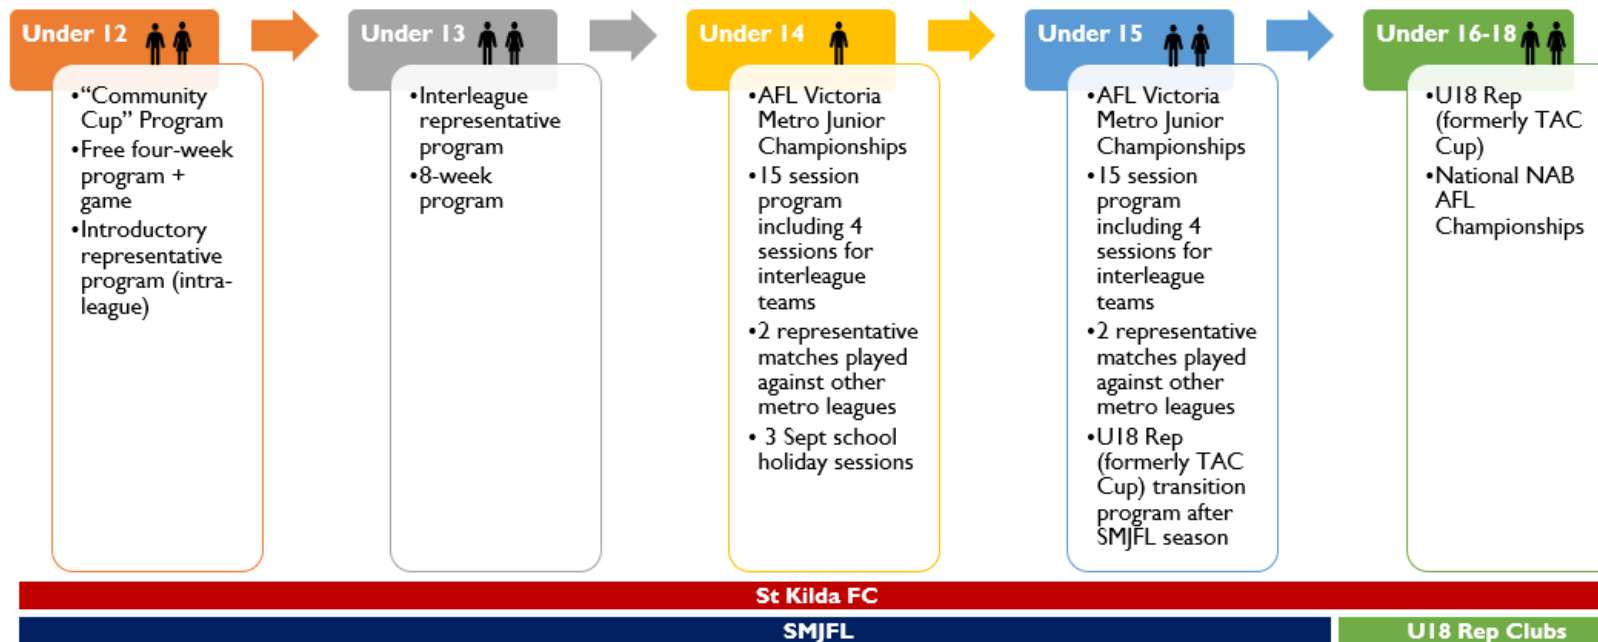 Under 12
•“Community
Cup” Program
•Free four-week
program +
game
•Introductory
representative
program (intra-
league)
Under 13
•Interleague
representative
program
•8-week
program
Under 14
•AFL Victoria
Metro Junior
Championships
•15 session
program
including 4
sessions for
interleague
teams
•2 representative
matches played
against other
metro leagues
• 3 Sept school
holiday sessions
Under 15
•AFL Victoria
Metro Junior
Championships
•15 session
program
including 4
sessions for
interleague
teams
•2 representative
matches played
against other
metro leagues
•U18 Rep
(formerly TAC
Cup) transition
program after
SMJFL season
Under 16-18
•U18 Rep
(formerly TAC
Cup)
•National NAB
AFL
Championships
St Kilda FC
SMJFL
U18 Rep Clubs